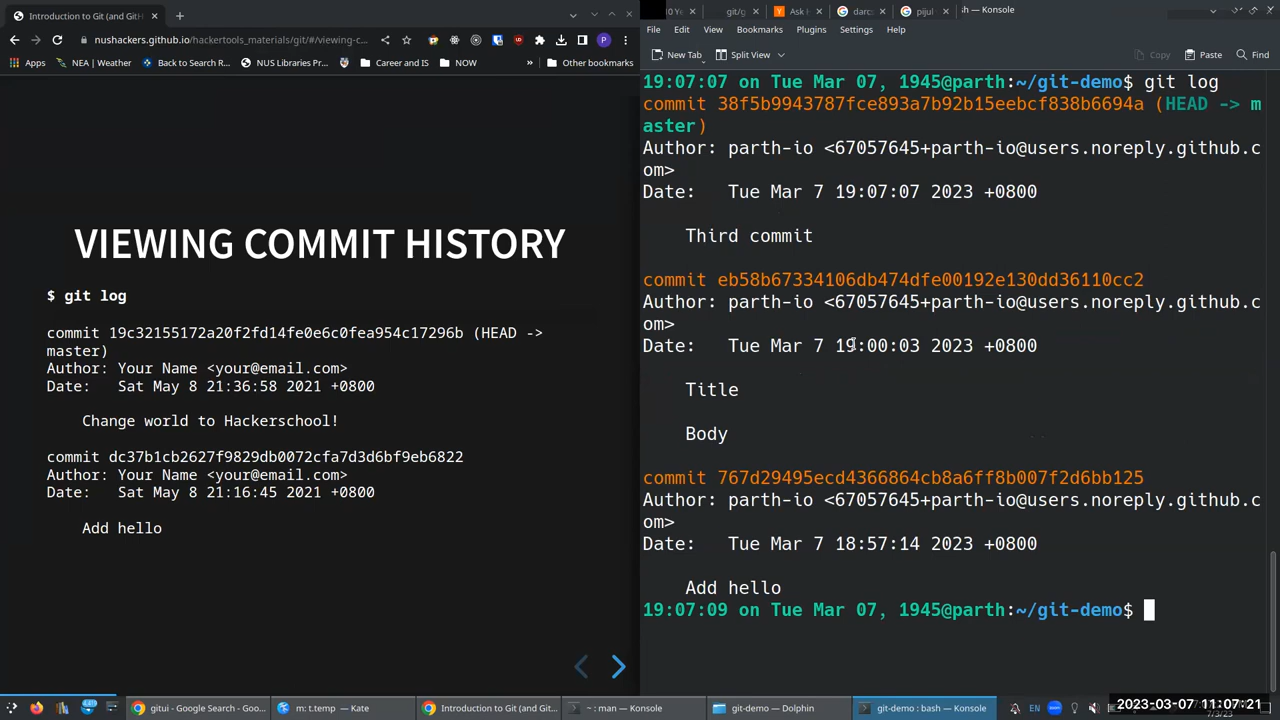 Introduction to Git (and GitH
nushackers.github.io/hackertools_materials/git/#/viewing-c...
Apps
NEA | Weather
Back to Search R...
NUS Libraries Pr...
Career and IS
NOW
»
Other bookmarks
VIEWING COMMIT HISTORY
$ git log
commit 19c32155172a20f2fd14fe0e6c0fea954c17296b (HEAD ->
master)
Author: Your Name <your@email.com>
Date:   Sat May 8 21:36:58 2021 +0800
Change world to Hackerschool!
commit dc37b1cb2627f9829db0072cfa7d3d6bf9eb6822
Author: Your Name <your@email.com>
Date:   Sat May 8 21:16:45 2021 +0800
Add hello
git/g
Ask H
darc
pijul
sh — Konsole
File Edit View Bookmarks Plugins Settings Help
New Tab Split View Copy Paste Find
19:07:07 on Tue Mar 07, 1945@parth:~/git-demo$ git log
commit 38f5b9943787fce893a7b92b15eebcf838b6694a (HEAD -> m
aster)
Author: parth-io <67057645+parth-io@users.noreply.github.c
om>
Date:   Tue Mar 7 19:07:07 2023 +0800
Third commit
commit eb58b67334106db474dfe00192e130dd36110cc2
Author: parth-io <67057645+parth-io@users.noreply.github.c
om>
Date:   Tue Mar 7 19:00:03 2023 +0800
Title
Body
commit 767d29495ecd4366864cb8a6ff8b007f2d6bb125
Author: parth-io <67057645+parth-io@users.noreply.github.c
om>
Date:   Tue Mar 7 18:57:14 2023 +0800
Add hello
19:07:09 on Tue Mar 07, 1945@parth:~/git-demo$
gitui - Google Search - Goo...
m: t.temp — Kate
Introduction to Git (and Git...
~ : man — Konsole
git-demo — Dolphin
git-demo : bash — Konsole
EN
2023-03-07 11:07:21
7/3/23